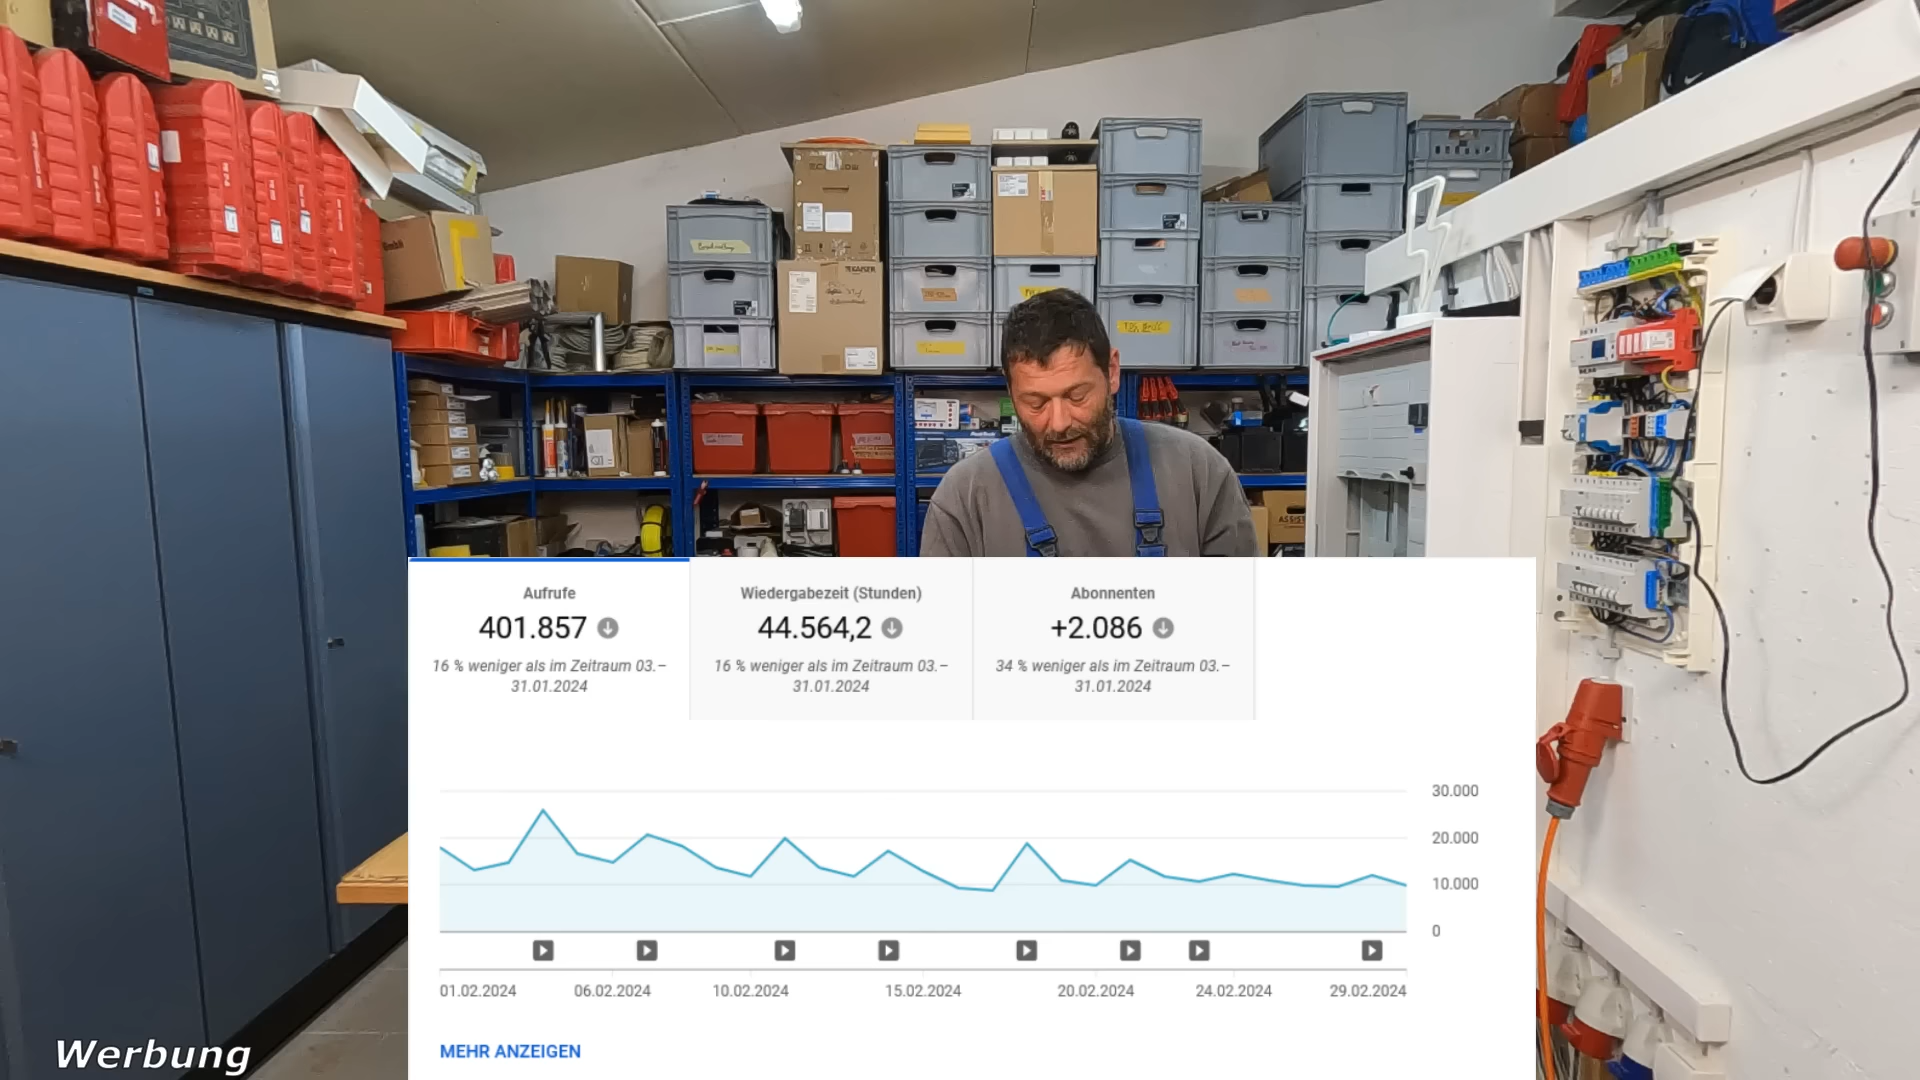 KAISER
ASSIST
Aufrufe
401.857
16 % weniger als im Zeitraum 03.–
31.01.2024
Wiedergabezeit (Stunden)
44.564,2
16 % weniger als im Zeitraum 03.–
31.01.2024
Abonnenten
+2.086
34 % weniger als im Zeitraum 03.–
31.01.2024
30.000
20.000
10.000
0
01.02.2024
06.02.2024
10.02.2024
15.02.2024
20.02.2024
24.02.2024
29.02.2024
MEHR ANZEIGEN
Werbung